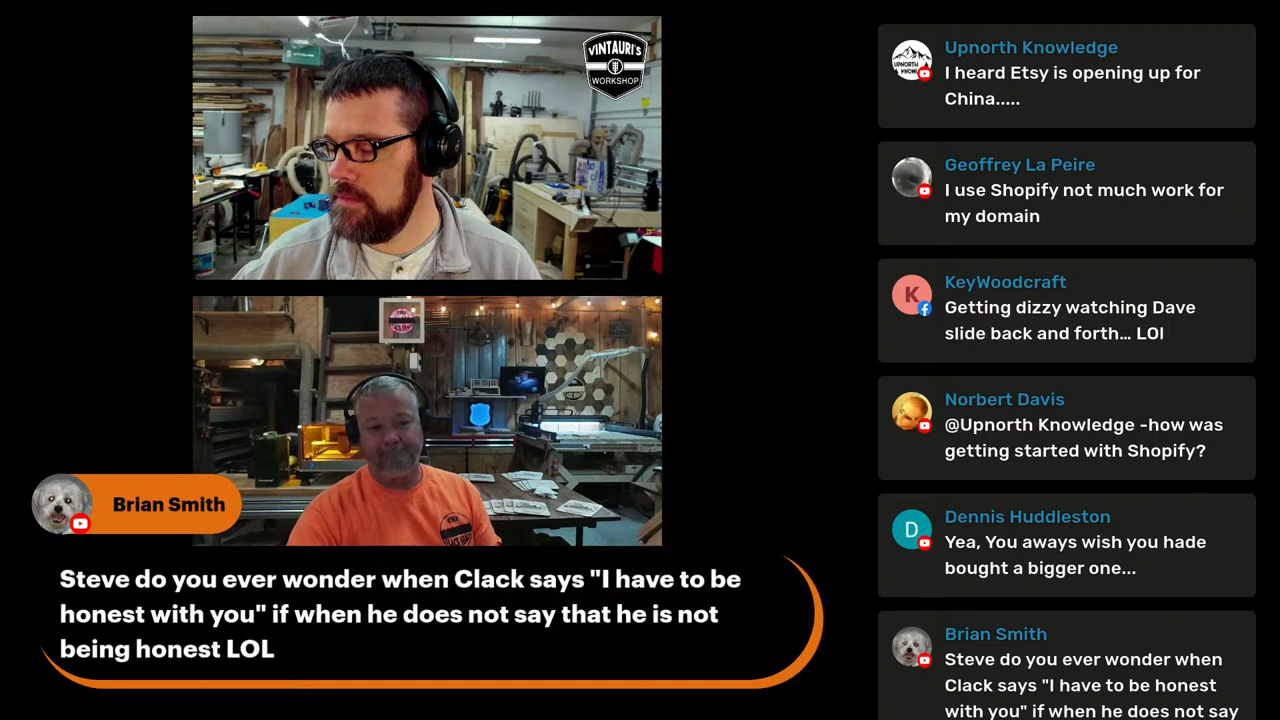 VINTAURI'S
WORKSHOP
Brian Smith
Steve do you ever wonder when Clack says "I have to be
honest with you" if when he does not say that he is not
being honest LOL
Upnorth Knowledge
I heard Etsy is opening up for
China.....
Geoffrey La Peire
I use Shopify not much work for
my domain
K
KeyWoodcraft
Getting dizzy watching Dave
slide back and forth... LOl
Norbert Davis
@Upnorth Knowledge -how was
getting started with Shopify?
D
Dennis Huddleston
Yea, You aways wish you hade
bought a bigger one...
Brian Smith
Steve do you ever wonder when
Clack says "I have to be honest
with you" if when he does not say